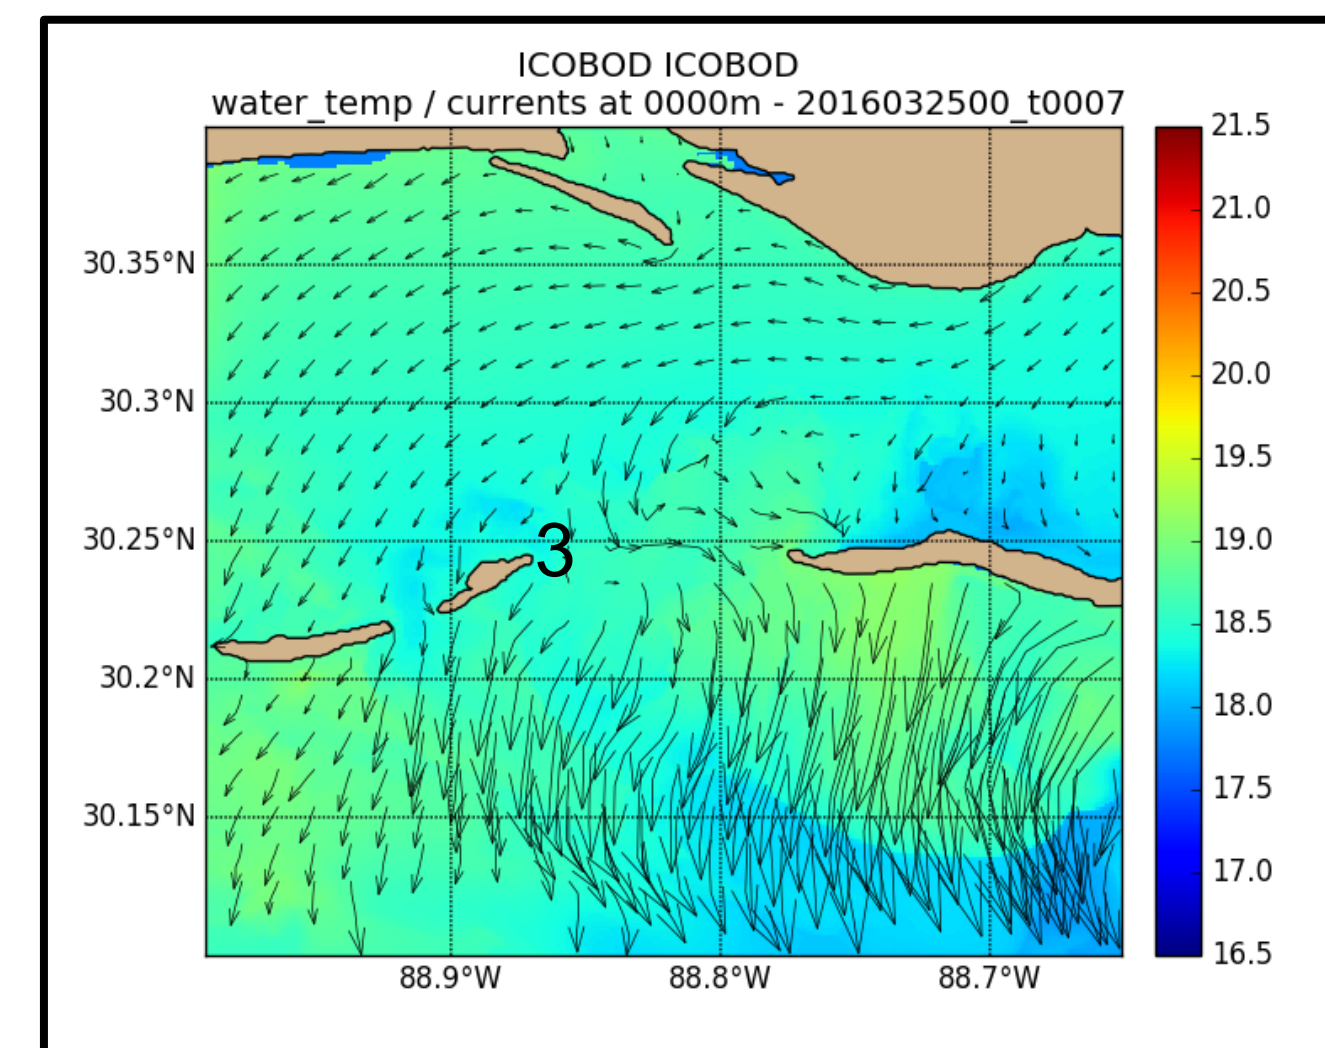 ICOBOD ICOBOD
water_temp / currents at 0000m - 2016032500_t0007
21.5
21.0
20.5
20.0
19.5
19.0
18.5
18.0
17.5
17.0
16.5
30.35°N
30.3°N
30.25°N
30.2°N
30.15°N
3
88.9°W
88.8°W
88.7°W